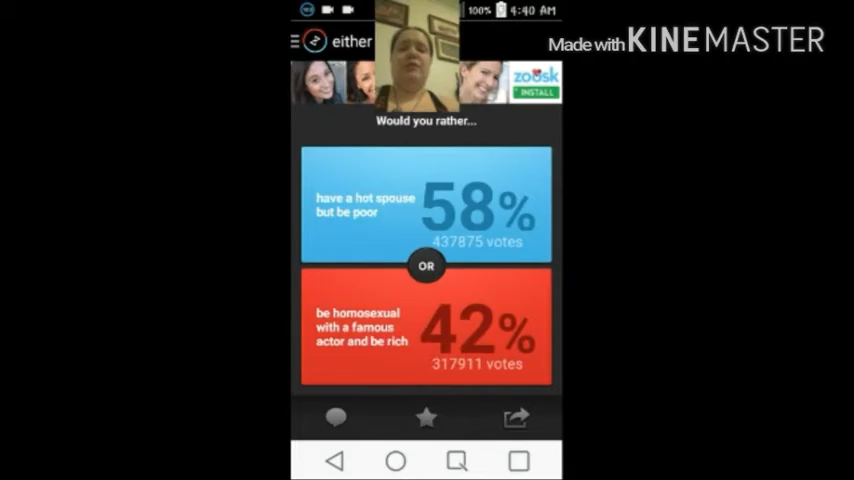 100% 4:40 AM
either
Made with KINEMASTER
zoosk
INSTALL
Would you rather...
have a hot spouse
but be poor
58%
437875 votes
OR
be homosexual
with a famous
actor and be rich
42%
317911 votes